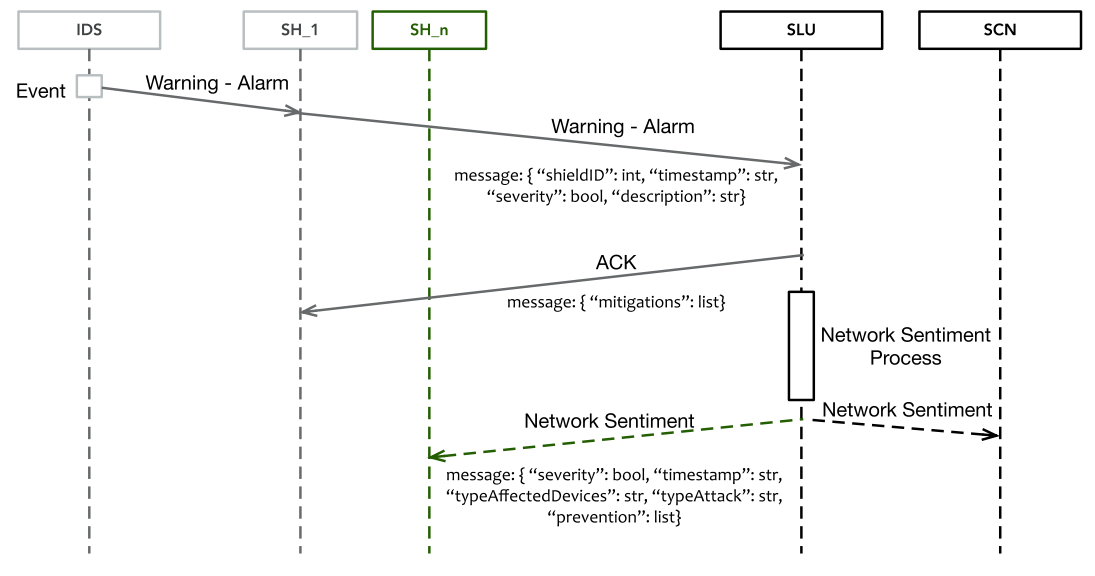 IDS
SH_1
SH_n
SLU
SCN
Event
Warning - Alarm
Warning - Alarm
message: { “shieldID”: int, “timestamp”: str,
“severity”: bool, “description”: str}
ACK
message: { “mitigations”: list}
Network Sentiment
Process
Network Sentiment
Network Sentiment
message: { “severity”: bool, “timestamp”: str,
“typeAffectedDevices”: str, “typeAttack”: str,
“prevention”: list}